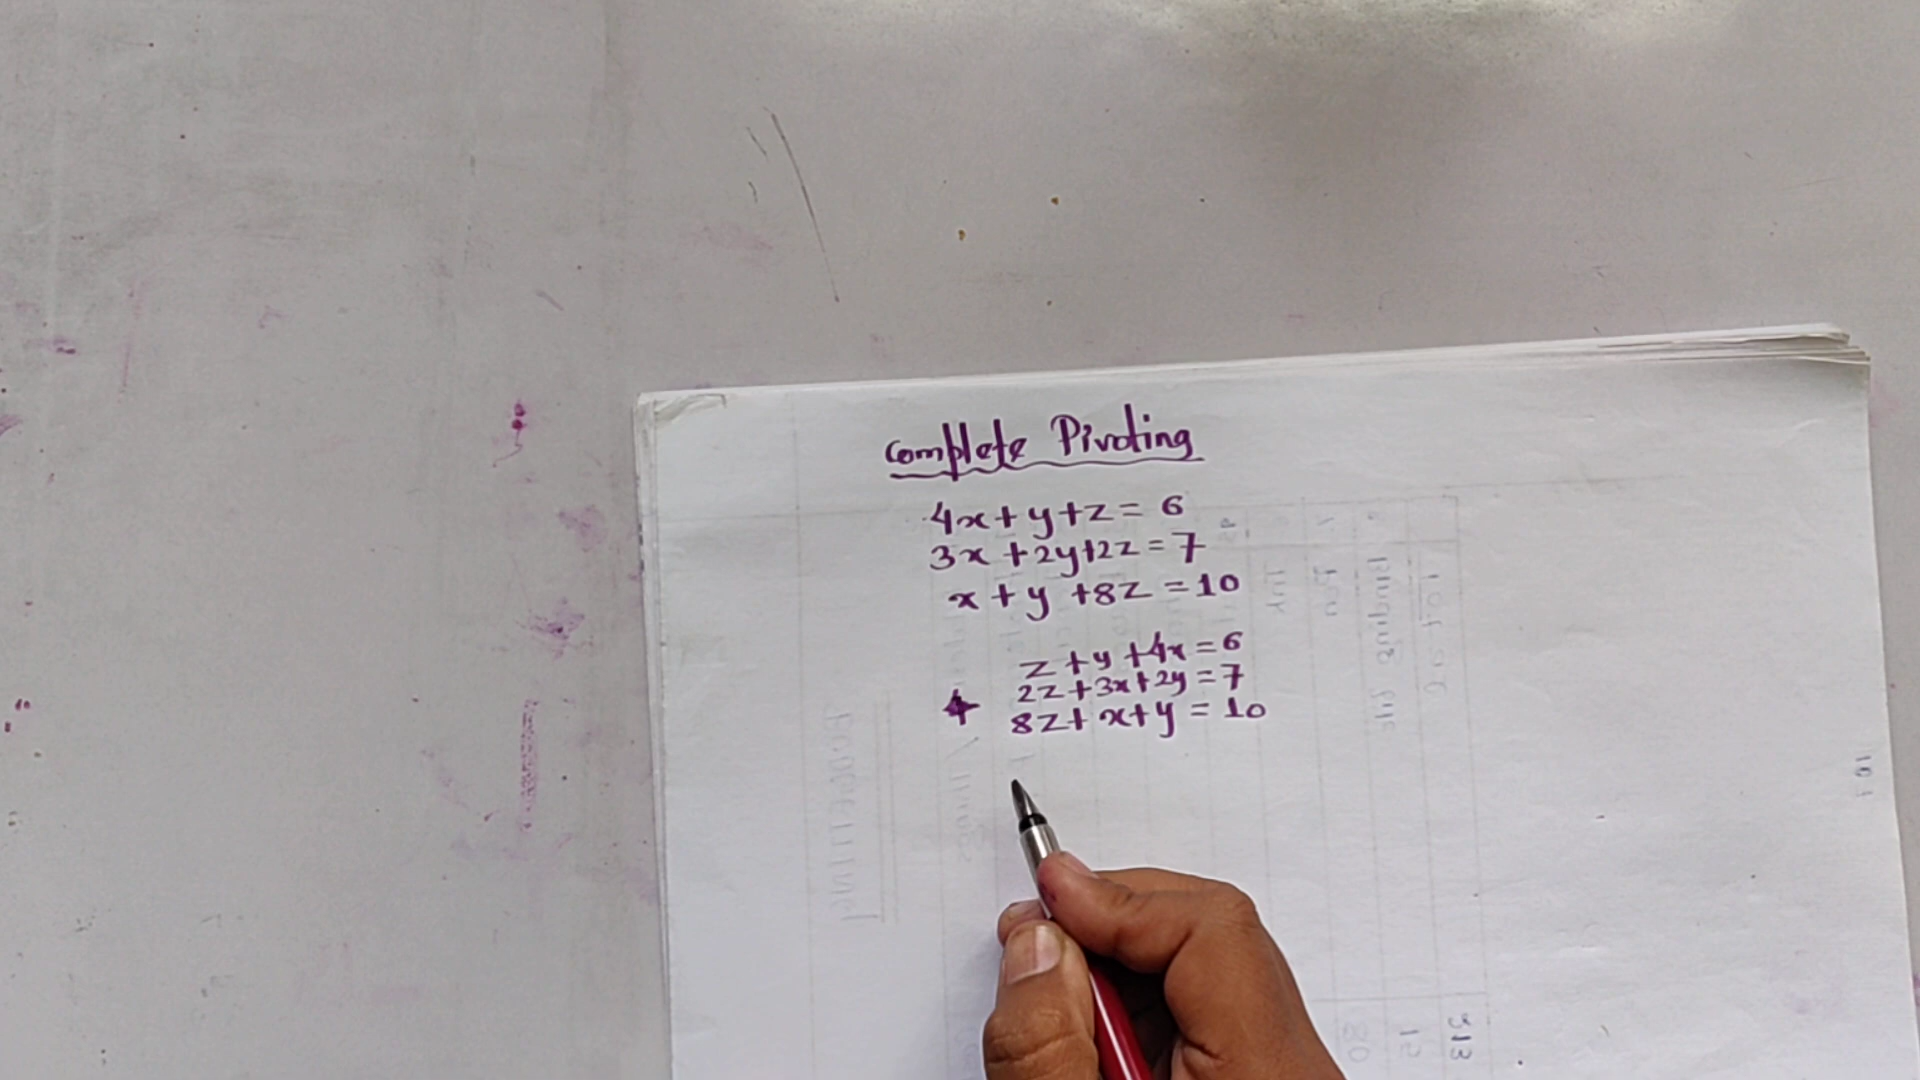 Complete Pivoting
4x + y + z = 6
3x + 2y + 2z = 7
x + y + 8z = 10
z + y + 4x = 6
2z + 3x + 2y = 7
8z + x + y = 10